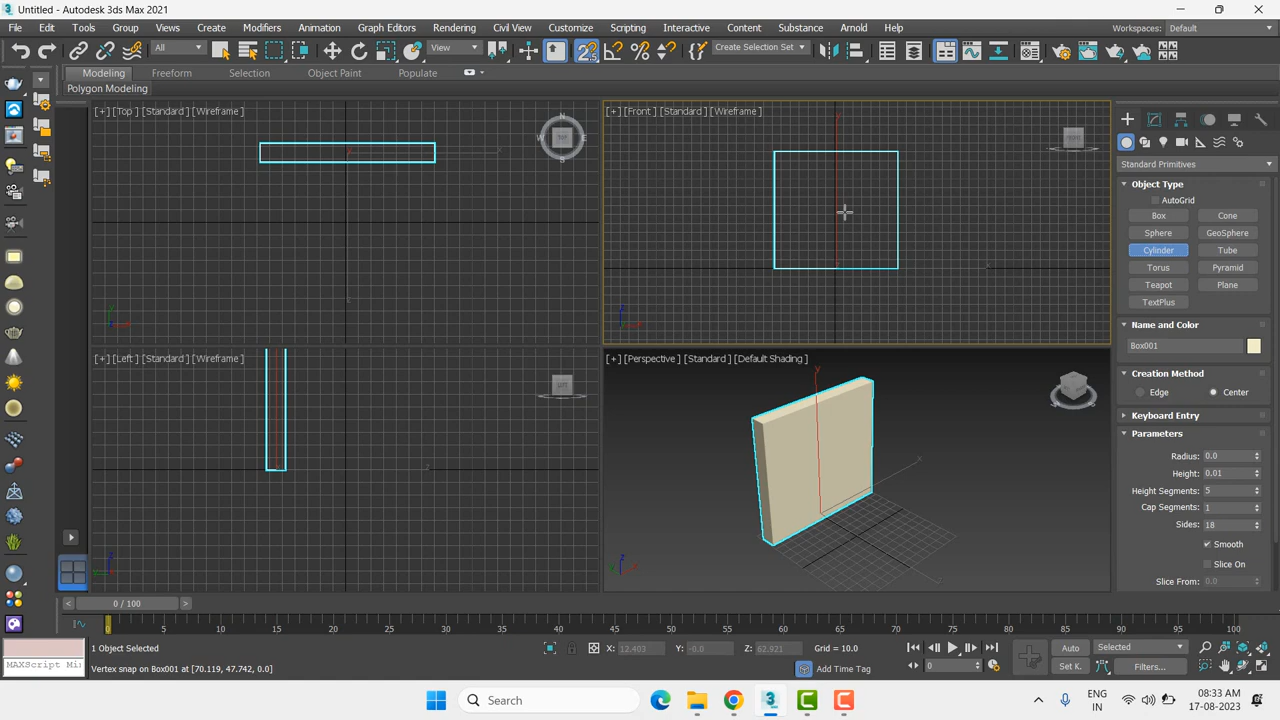 Untitled - Autodesk 3ds Max 2021
File Edit Tools Group Views Create Modifiers Animation Graph Editors Rendering Civil View Customize Scripting Interactive Content Substance Arnold Help Workspaces: Default
All View Create Selection Set
Modeling Freeform Selection Object Paint Populate
Polygon Modeling
[+] [Top] [Standard] [Wireframe] [+] [Front] [Standard] [Wireframe]
N
W TOP E
S
FRONT
x
y
z
Standard Primitives
Object Type
AutoGrid
Box Cone
Sphere GeoSphere
Cylinder Tube
Torus Pyramid
Teapot Plane
TextPlus
Name and Color
Box001
Creation Method
Edge Center
Keyboard Entry
Parameters
Radius: 0.0
Height: 0.01
Height Segments: 5
Cap Segments: 1
Sides: 18
Smooth
Slice On
Slice From: 0.0
[+] [Left] [Standard] [Wireframe] [+] [Perspective] [Standard] [Default Shading]
LEFT
y
x
z
< 0 / 100 >
0 5 10 15 20 25 30 35 40 45 50 55 60 65 70 75 80 85 90 95 100
1 Object Selected X: 12.403 Y: -0.0 Z: 62.921 Grid = 10.0 Auto Selected
MAXScript Mi
Vertex snap on Box001 at [70.119, 47.742, 0.0] Add Time Tag 0 Set K. Filters...
Search ENG 08:33 AM
IN 17-08-2023